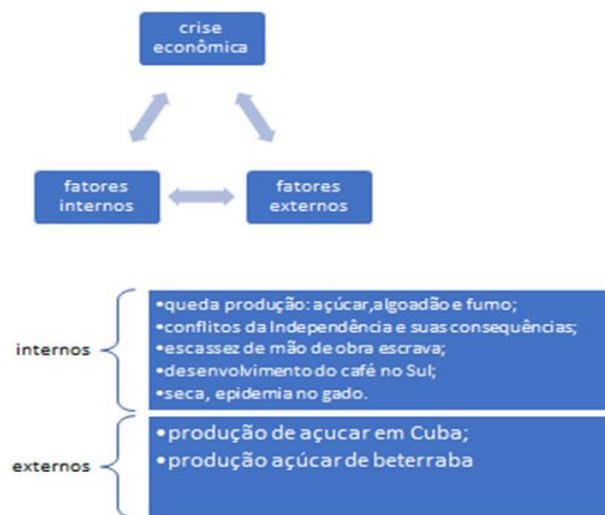 crise
econômica
fatores
internos
fatores
externos
internos
•queda produção: açúcar,algoadão e fumo;
•conflitos da Independência e suas consequências;
•escassez de mão de obra escrava;
•desenvolvimento do café no Sul;
•seca, epidemia no gado.
externos
•produção de açucar em Cuba;
•produção açúcar de beterraba